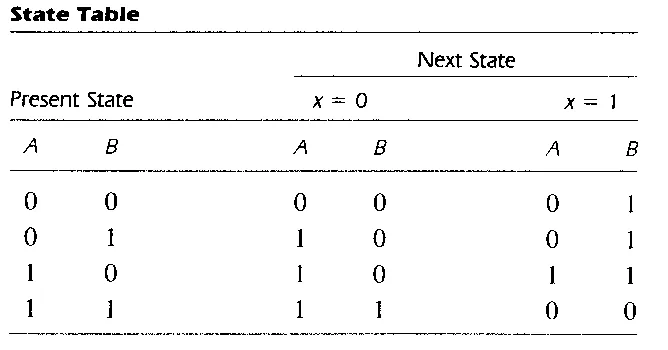 State Table
Next State
Present State x = 0 x = 1
A B A B A B
0 0 0 0 0 1
0 1 1 0 0 1
1 0 1 0 1 1
1 1 1 1 0 0